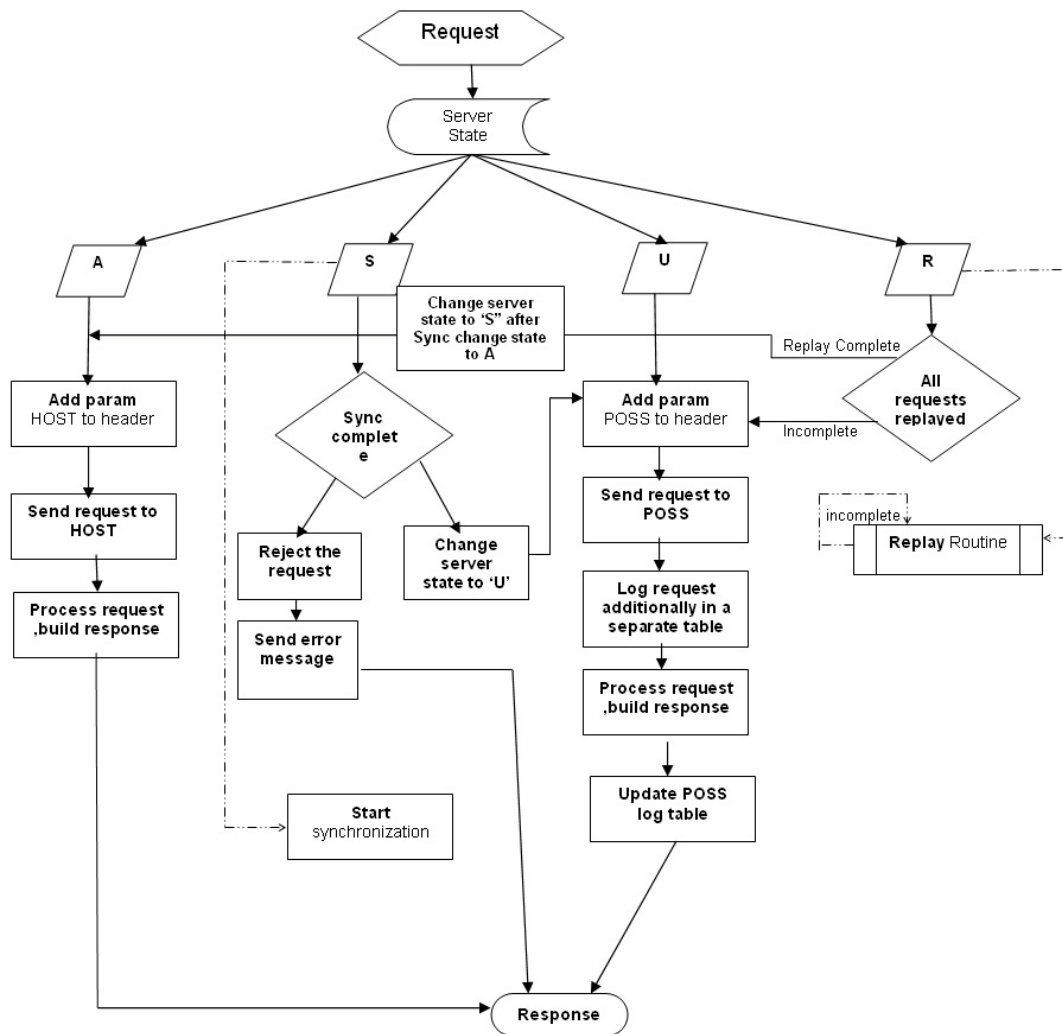 Request
Server
State
A
S
U
R
Change server
state to ‘S” after
Sync change state
to A
Replay Complete
All
requests
replayed
Add param
HOST to header
Sync
complet
e
Add param
POSS to header
Incomplete
Send request to
HOST
Send request to
POSS
Reject the
request
Change
server
state to ‘U’
incomplete
Replay Routine
Process request
,build response
Log request
additionally in a
separate table
Send error
message
Process request
,build response
Start
synchronization
Update POSS
log table
Response